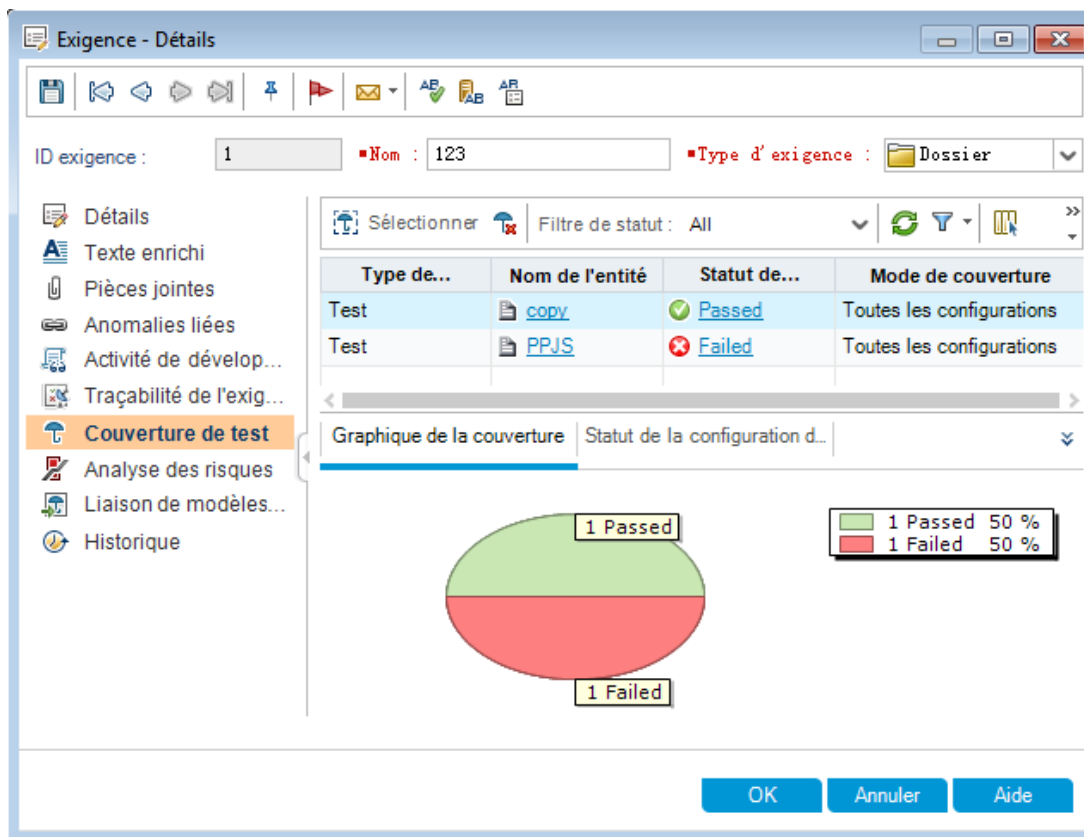 Exigence - Détails
ID exigence : 1 Nom : 123 Type d'exigence : Dossier
Détails
Texte enrichi
Pièces jointes
Anomalies liées
Activité de dévelop...
Traçabilité de l'exig...
Couverture de test
Analyse des risques
Liaison de modèles...
Historique
Sélectionner Filtre de statut : All
Type de... Nom de l'entité Statut de... Mode de couverture
Test copy Passed Toutes les configurations
Test PPJS Failed Toutes les configurations
Graphique de la couverture Statut de la configuration d...
1 Passed
1 Failed
1 Passed 50 %
1 Failed 50 %
OK Annuler Aide